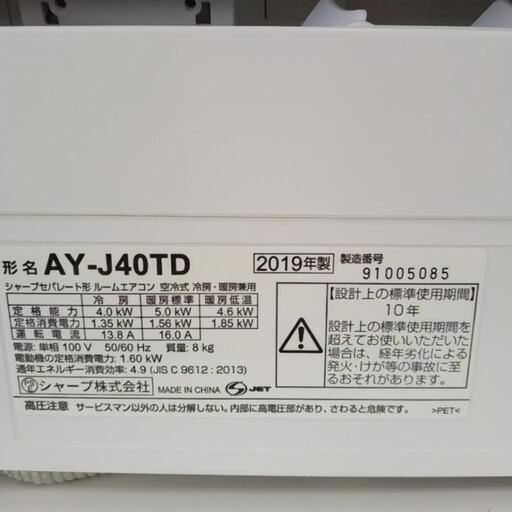 形名 AY-J40TD 2019年製 製造番号 91005085
シャープセパレート形 ルームエアコン 空冷式 冷房・暖房兼用
冷房 暖房標準 暖房低温
定格能力 4.0 kW 5.0 kW 4.6 kW
定格消費電力 1.35 kW 1.56 kW 1.85 kW
運転電流 13.8 A 16.0 A
電源: 単相 100 V 50/60 Hz 質量: 8 kg
電動機の定格消費電力: 1.60 kW
通年エネルギー消費効率: 4.9 (JIS C 9612 : 2013)
シャープ株式会社 MADE IN CHINA JET
高圧注意 サービスマン以外の人は分解しない。内部に高電圧部があり、さわると危険です。
【設計上の標準使用期間】
10年
設計上の標準使用期間を
超えてお使いいただいた
場合は、経年劣化による
発火・けが等の事故に至
るおそれがあります。
>PET<